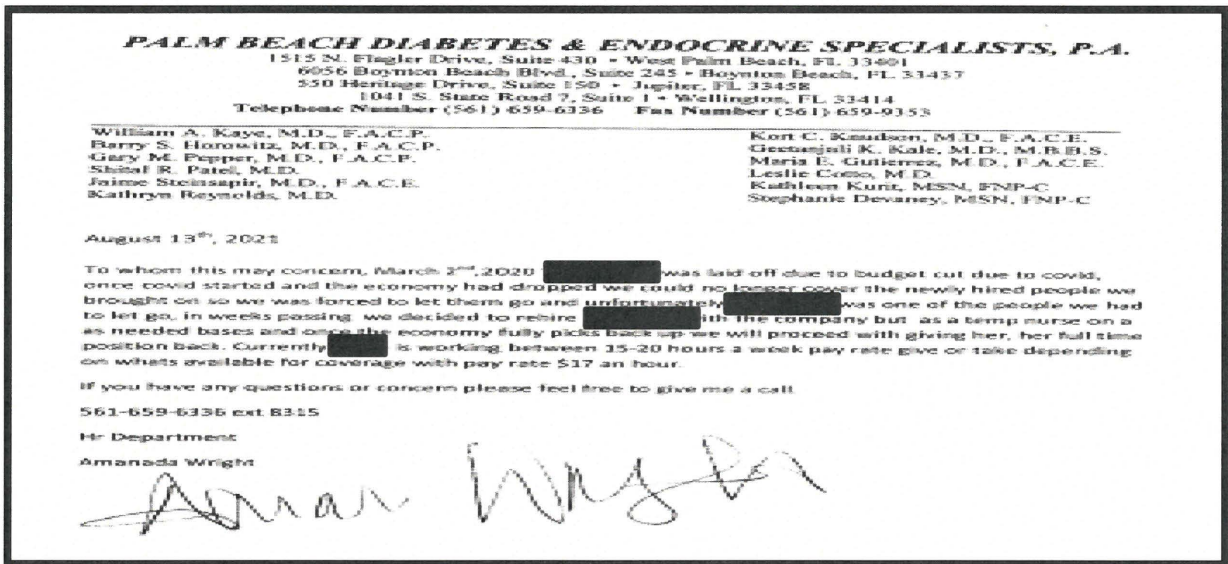 PALM BEACH DIABETES & ENDOCRINE SPECIALISTS, P.A.
1515 N. Flagler Drive, Suite 430 • West Palm Beach, FL 33401
6056 Boynton Beach Blvd, Suite 245 • Boynton Beach, FL 33437
550 Heritage Drive, Suite 150 • Jupiter, FL 33458
1041 S. State Road 7, Suite 1 • Wellington, FL 33414
Telephone Number (561) 659-6336 Fax Number (561) 659-9353
William A. Kaye, M.D., F.A.C.P.
Barry S. Horowitz, M.D., F.A.C.P.
Gary M. Pepper, M.D., F.A.C.P.
Shital R. Patel, M.D.
Jaime Steinsapir, M.D., F.A.C.E.
Kathryn Reynolds, M.D.
Kort C. Knudson, M.D., F.A.C.E.
Geetanjali K. Kale, M.D., M.B.B.S.
Maria E. Gutierrez, M.D., F.A.C.E.
Leslie Cotto, M.D.
Kathleen Kurit, MSN, FNP-C
Stephanie Devaney, MSN, FNP-C
August 13th, 2021
To whom this may concern, March 2nd,2020 was laid off due to budget cut due to covid,
once covid started and the economy had dropped we could no longer cover the newly hired people we
brought on so we was forced to let them go and unfortunately was one of the people we had
to let go, in weeks passing we decided to rehire ith the company but as a temp nurse on a
as needed bases and once the economy fully picks back up we will proceed with giving her, her full time
position back. Currently is working between 15-20 hours a week pay rate give or take depending
on whats available for coverage with pay rate $17 an hour.
If you have any questions or concern please feel free to give me a call
561-659-6336 ext 8315
Hr Department
Amanada Wright